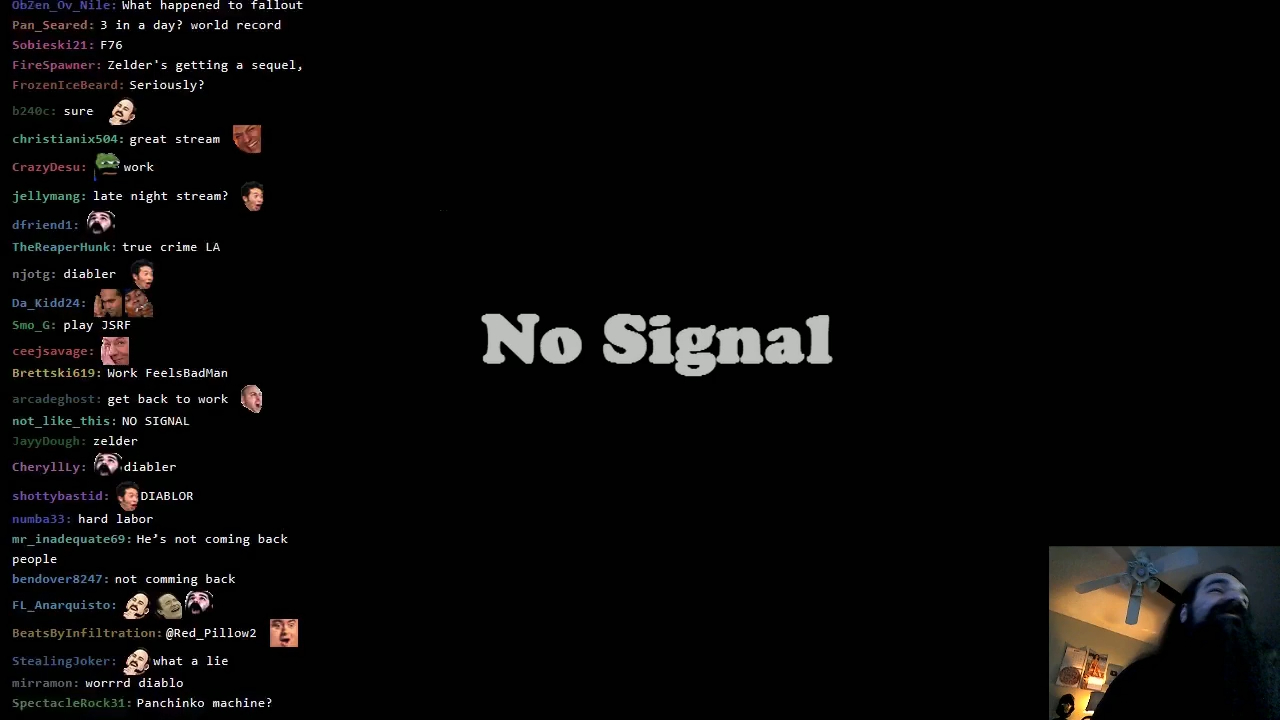 ObZen_Ov_Nile: What happened to fallout
Pan_Seared: 3 in a day? world record
Sobieski21: F76
FireSpawner: Zelder's getting a sequel,
FrozenIceBeard: Seriously?
b240c: sure
christianix504: great stream
CrazyDesu: work
jellymang: late night stream?
dfriend1:
TheReaperHunk: true crime LA
njotg: diabler
Da_Kidd24:
Smo_G: play JSRF
ceejsavage:
Brettski619: Work FeelsBadMan
arcadeghost: get back to work
not_like_this: NO SIGNAL
JayyDough: zelder
CheryllLy: diabler
shottybastid: DIABLOR
numba33: hard labor
mr_inadequate69: He’s not coming back
people
bendover8247: not comming back
FL_Anarquisto:
BeatsByInfiltration: @Red_Pillow2
StealingJoker: what a lie
mirramon: worrrd diablo
SpectacleRock31: Panchinko machine?
No Signal